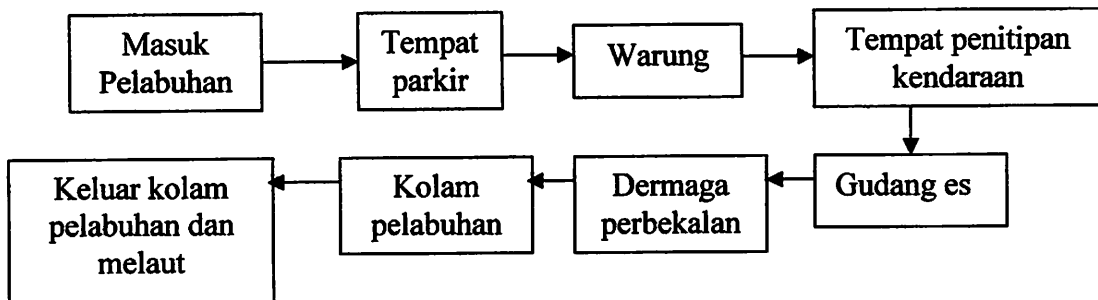 Masuk
Pelabuhan
Tempat
parkir
Warung
Tempat penitipan
kendaraan
Gudang es
Dermaga
perbekalan
Kolam
pelabuhan
Keluar kolam
pelabuhan dan
melaut